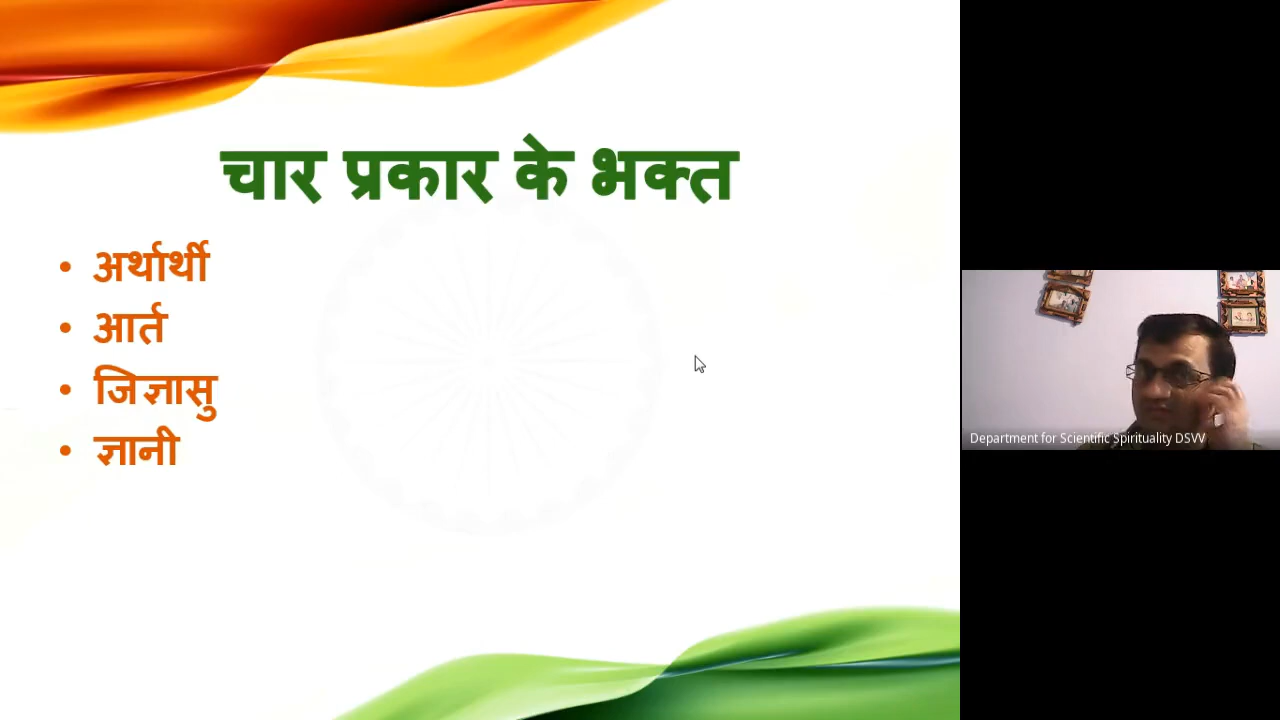 चार प्रकार के भक्त
• अर्थार्थी
• आर्त
• जिज्ञासु
• ज्ञानी
Department for Scientific Spirituality DSVV